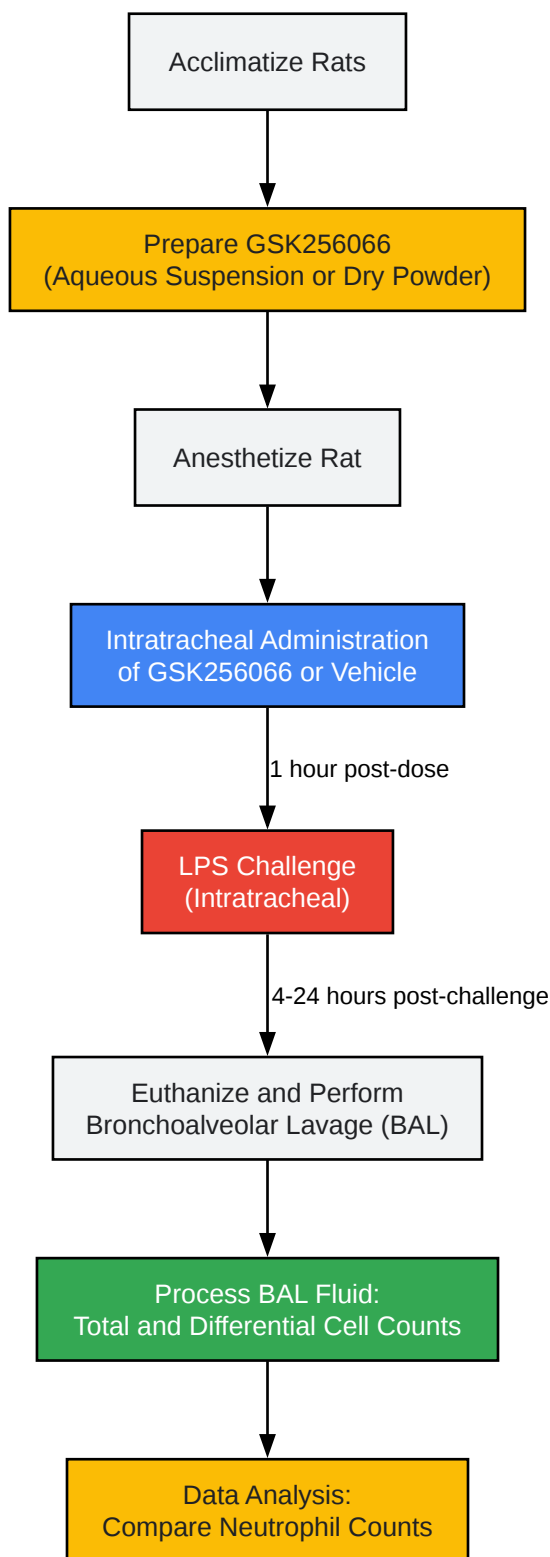 Acclimatize Rats
Prepare GSK256066
(Aqueous Suspension or Dry Powder)
Anesthetize Rat
Intratracheal Administration
of GSK256066 or Vehicle
1 hour post-dose
LPS Challenge
(Intratracheal)
4-24 hours post-challenge
Euthanize and Perform
Bronchoalveolar Lavage (BAL)
Process BAL Fluid:
Total and Differential Cell Counts
Data Analysis:
Compare Neutrophil Counts